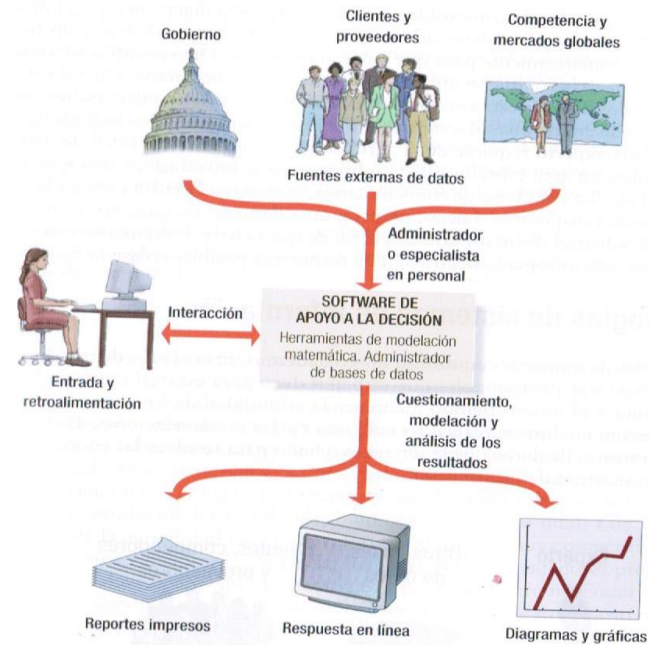 Gobierno
Clientes y
proveedores
Competencia y
mercados globales
Fuentes externas de datos
Administrador
o especialista
en personal
Interacción
SOFTWARE DE
APOYO A LA DECISIÓN
Herramientas de modelación
matemática. Administrador
de bases de datos
Entrada y
retroalimentación
Cuestionamiento,
modelación y
análisis de los
resultados
Reportes impresos
Respuesta en línea
Diagramas y gráficas